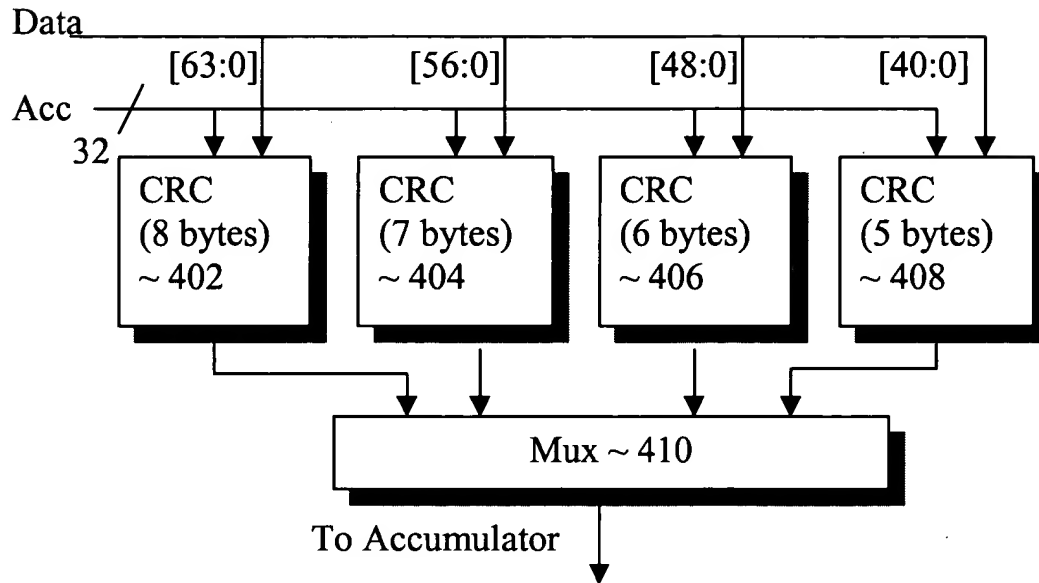 Data
[63:0] [56:0] [48:0] [40:0]
Acc
32
CRC
(8 bytes)
~ 402
CRC
(7 bytes)
~ 404
CRC
(6 bytes)
~ 406
CRC
(5 bytes)
~ 408
Mux ~ 410
To Accumulator